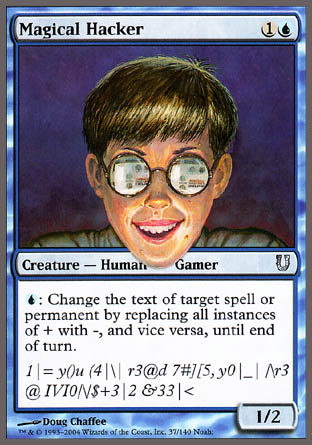 Magical Hacker 1
Creature — Human Gamer
: Change the text of target spell or
permanent by replacing all instances
of + with -, and vice versa, until end
of turn.
1 |= y0u (4|\| r3@d 7#][5, y0 |_| /\r3
@ IVI0/\/$+3|2 &33|<
Doug Chaffee
™ & © 1993–2004 Wizards of the Coast, Inc. 37/140
1/2